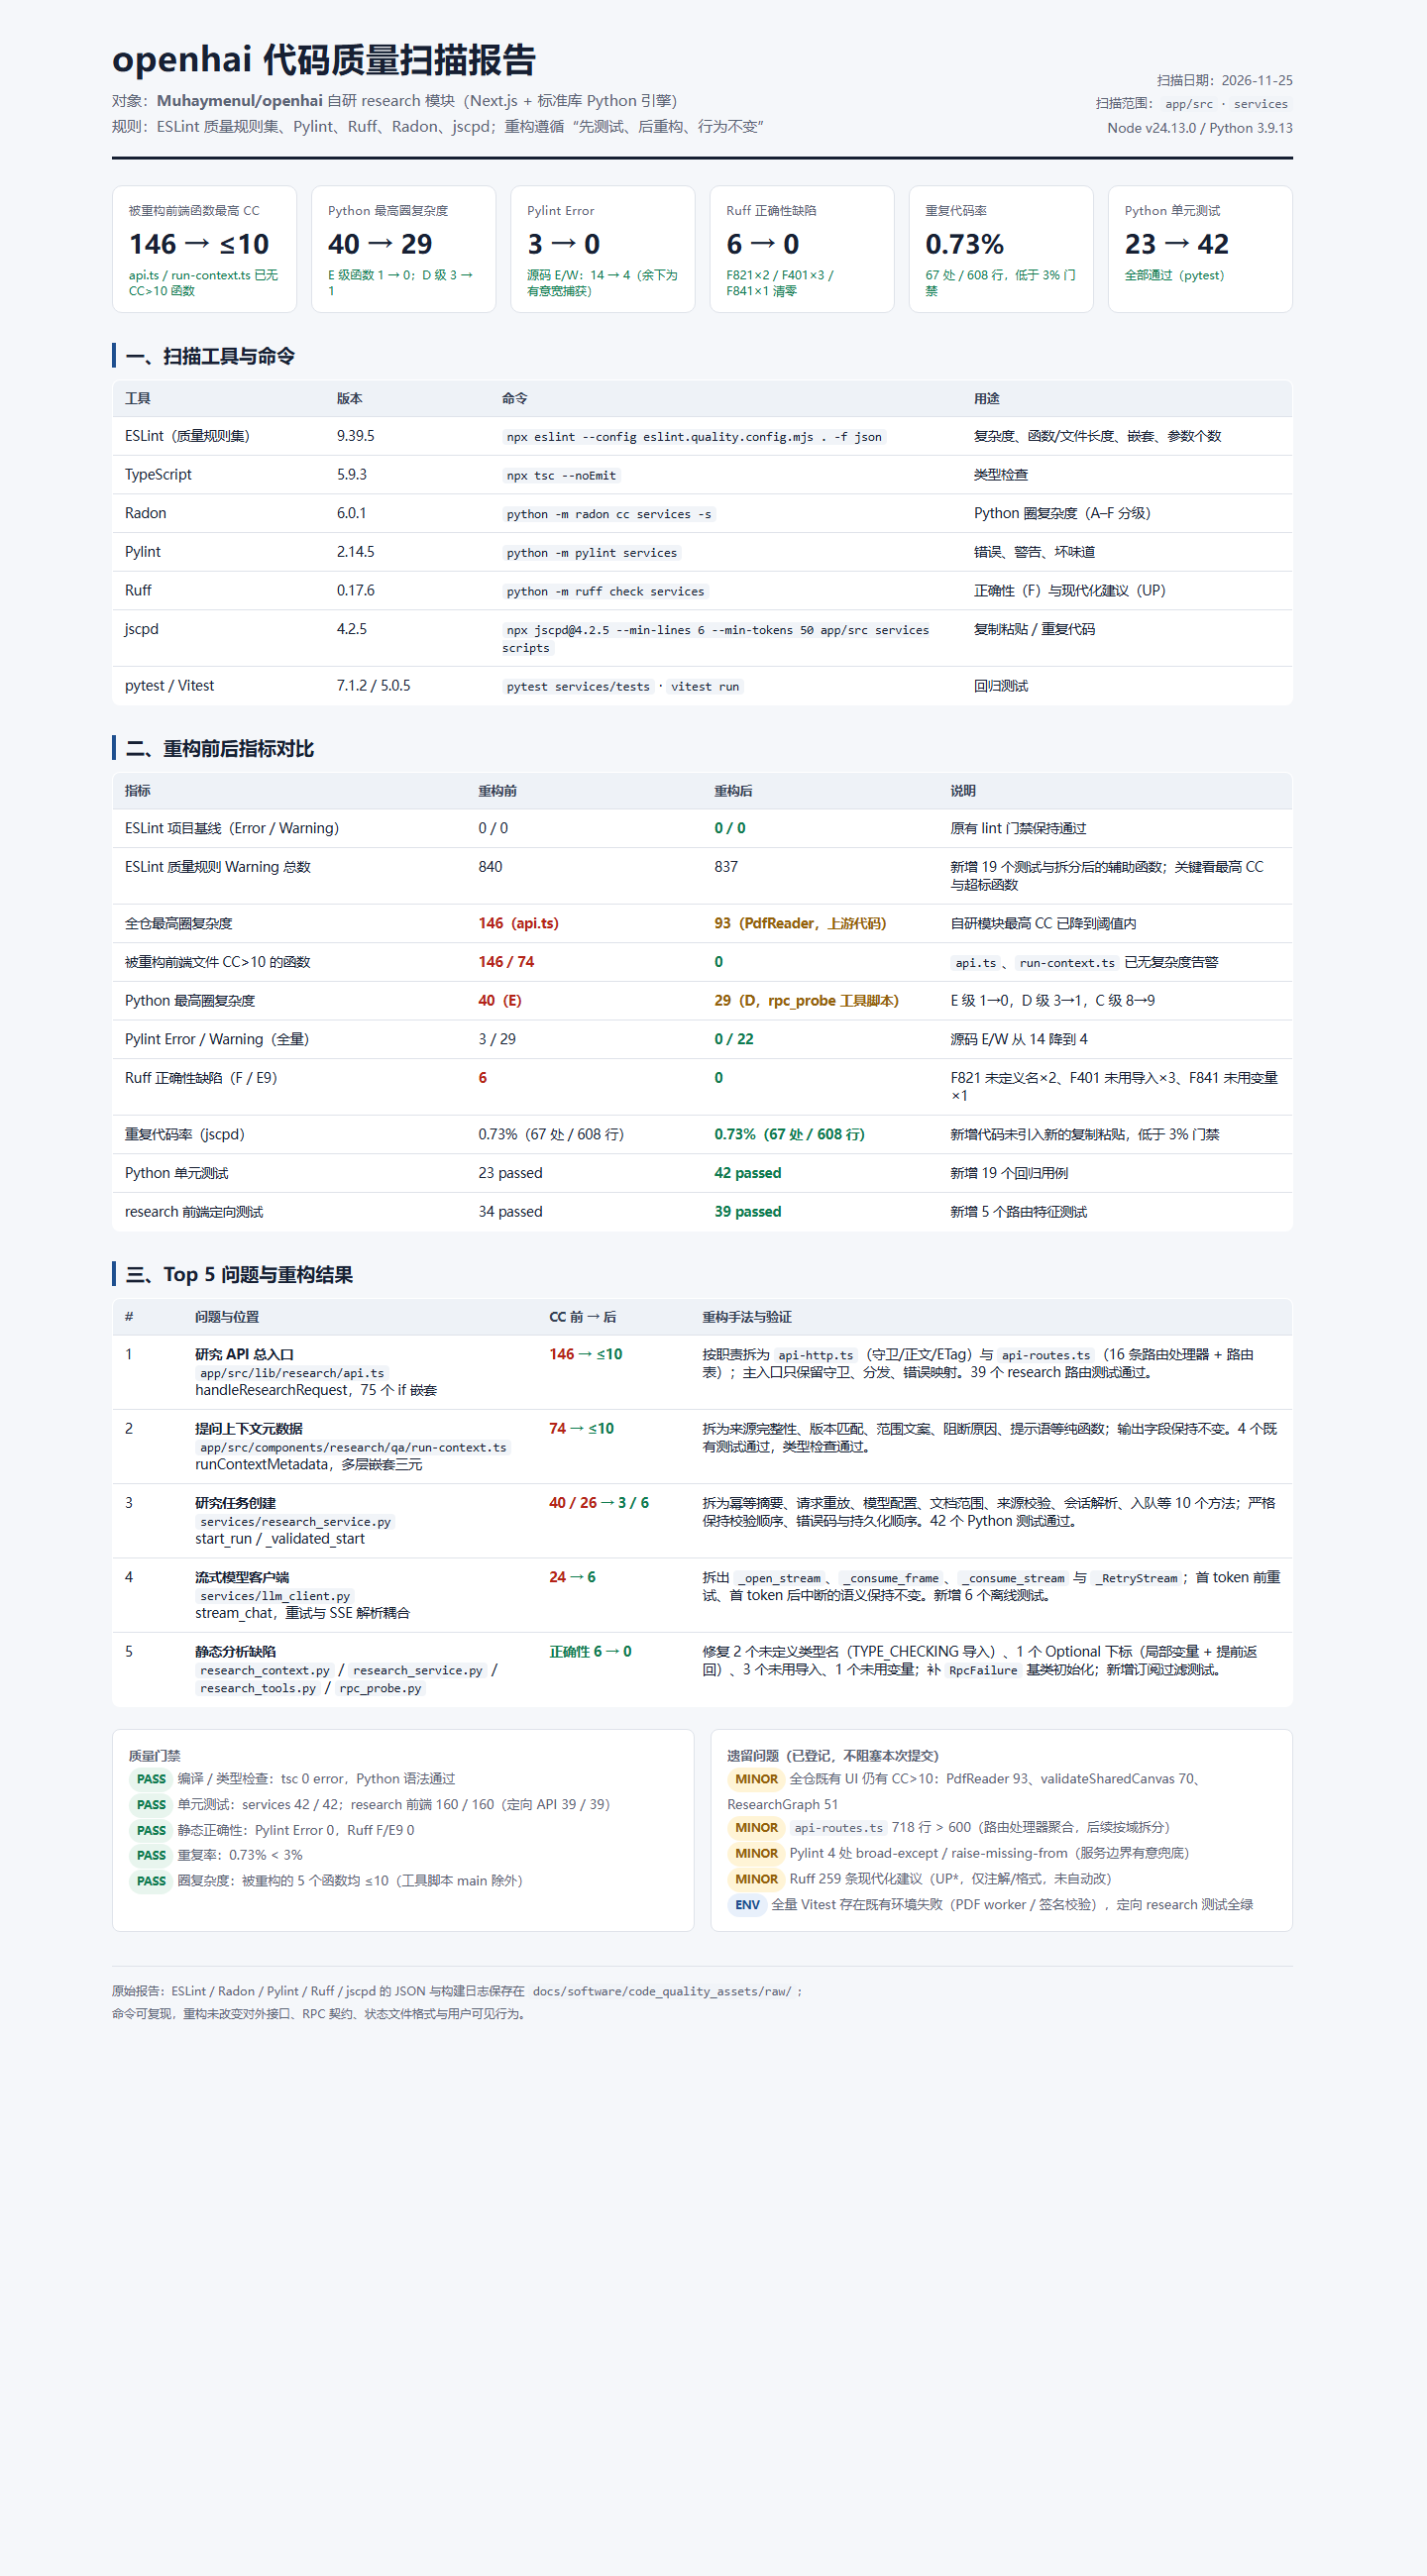 openhai 代码质量扫描报告
对象：Muhaymenul/openhai 自研 research 模块（Next.js + 标准库 Python 引擎）
规则：ESLint 质量规则集、Pylint、Ruff、Radon、jscpd；重构遵循“先测试、后重构、行为不变”
扫描日期：2026-11-25
扫描范围： app/src · services
Node v24.13.0 / Python 3.9.13
被重构前端函数最高 CC
146 → ≤10
api.ts / run-context.ts 已无
CC>10 函数
Python 最高圈复杂度
40 → 29
E 级函数 1 → 0；D 级 3 →
1
Pylint Error
3 → 0
源码 E/W：14 → 4（余下为
有意宽捕获）
Ruff 正确性缺陷
6 → 0
F821×2 / F401×3 /
F841×1 清零
重复代码率
0.73%
67 处 / 608 行，低于 3% 门
禁
Python 单元测试
23 → 42
全部通过（pytest）
一、扫描工具与命令
工具 版本 命令 用途
ESLint（质量规则集） 9.39.5 npx eslint --config eslint.quality.config.mjs . -f json 复杂度、函数/文件长度、嵌套、参数个数
TypeScript 5.9.3 npx tsc --noEmit 类型检查
Radon 6.0.1 python -m radon cc services -s Python 圈复杂度（A–F 分级）
Pylint 2.14.5 python -m pylint services 错误、警告、坏味道
Ruff 0.17.6 python -m ruff check services 正确性（F）与现代化建议（UP）
jscpd 4.2.5 npx jscpd@4.2.5 --min-lines 6 --min-tokens 50 app/src services 复制粘贴 / 重复代码
scripts
pytest / Vitest 7.1.2 / 5.0.5 pytest services/tests · vitest run 回归测试
二、重构前后指标对比
指标 重构前 重构后 说明
ESLint 项目基线（Error / Warning） 0 / 0 0 / 0 原有 lint 门禁保持通过
ESLint 质量规则 Warning 总数 840 837 新增 19 个测试与拆分后的辅助函数；关键看最高 CC
与超标函数
全仓最高圈复杂度 146（api.ts） 93（PdfReader，上游代码） 自研模块最高 CC 已降到阈值内
被重构前端文件 CC>10 的函数 146 / 74 0 api.ts 、 run-context.ts 已无复杂度告警
Python 最高圈复杂度 40（E） 29（D，rpc_probe 工具脚本） E 级 1→0，D 级 3→1，C 级 8→9
Pylint Error / Warning（全量） 3 / 29 0 / 22 源码 E/W 从 14 降到 4
Ruff 正确性缺陷（F / E9） 6 0 F821 未定义名×2、F401 未用导入×3、F841 未用变量
×1
重复代码率（jscpd） 0.73%（67 处 / 608 行） 0.73%（67 处 / 608 行） 新增代码未引入新的复制粘贴，低于 3% 门禁
Python 单元测试 23 passed 42 passed 新增 19 个回归用例
research 前端定向测试 34 passed 39 passed 新增 5 个路由特征测试
三、Top 5 问题与重构结果
# 问题与位置 CC 前 → 后 重构手法与验证
1 研究 API 总入口 146 → ≤10 按职责拆为 api-http.ts （守卫/正文/ETag）与 api-routes.ts （16 条路由处理器 + 路由
app/src/lib/research/api.ts 表）；主入口只保留守卫、分发、错误映射。39 个 research 路由测试通过。
handleResearchRequest，75 个 if 嵌套
2 提问上下文元数据 74 → ≤10 拆为来源完整性、版本匹配、范围文案、阻断原因、提示语等纯函数；输出字段保持不变。4 个既
app/src/components/research/qa/run-context.ts 有测试通过，类型检查通过。
runContextMetadata，多层嵌套三元
3 研究任务创建 40 / 26 → 3 / 6 拆为幂等摘要、请求重放、模型配置、文档范围、来源校验、会话解析、入队等 10 个方法；严格
services/research_service.py 保持校验顺序、错误码与持久化顺序。42 个 Python 测试通过。
start_run / _validated_start
4 流式模型客户端 24 → 6 拆出 _open_stream 、 _consume_frame 、 _consume_stream 与 _RetryStream ；首 token 前重
services/llm_client.py 试、首 token 后中断的语义保持不变。新增 6 个离线测试。
stream_chat，重试与 SSE 解析耦合
5 静态分析缺陷 正确性 6 → 0 修复 2 个未定义类型名（TYPE_CHECKING 导入）、1 个 Optional 下标（局部变量 + 提前返
research_context.py / research_service.py / 回）、3 个未用导入、1 个未用变量；补 RpcFailure 基类初始化；新增订阅过滤测试。
research_tools.py / rpc_probe.py
质量门禁
PASS 编译 / 类型检查：tsc 0 error，Python 语法通过
PASS 单元测试：services 42 / 42；research 前端 160 / 160（定向 API 39 / 39）
PASS 静态正确性：Pylint Error 0，Ruff F/E9 0
PASS 重复率：0.73% < 3%
PASS 圈复杂度：被重构的 5 个函数均 ≤10（工具脚本 main 除外）
遗留问题（已登记，不阻塞本次提交）
MINOR 全仓既有 UI 仍有 CC>10：PdfReader 93、validateSharedCanvas 70、
ResearchGraph 51
MINOR api-routes.ts 718 行 > 600（路由处理器聚合，后续按域拆分）
MINOR Pylint 4 处 broad-except / raise-missing-from（服务边界有意兜底）
MINOR Ruff 259 条现代化建议（UP*，仅注解/格式，未自动改）
ENV 全量 Vitest 存在既有环境失败（PDF worker / 签名校验），定向 research 测试全绿
原始报告：ESLint / Radon / Pylint / Ruff / jscpd 的 JSON 与构建日志保存在 docs/software/code_quality_assets/raw/ ；
命令可复现，重构未改变对外接口、RPC 契约、状态文件格式与用户可见行为。